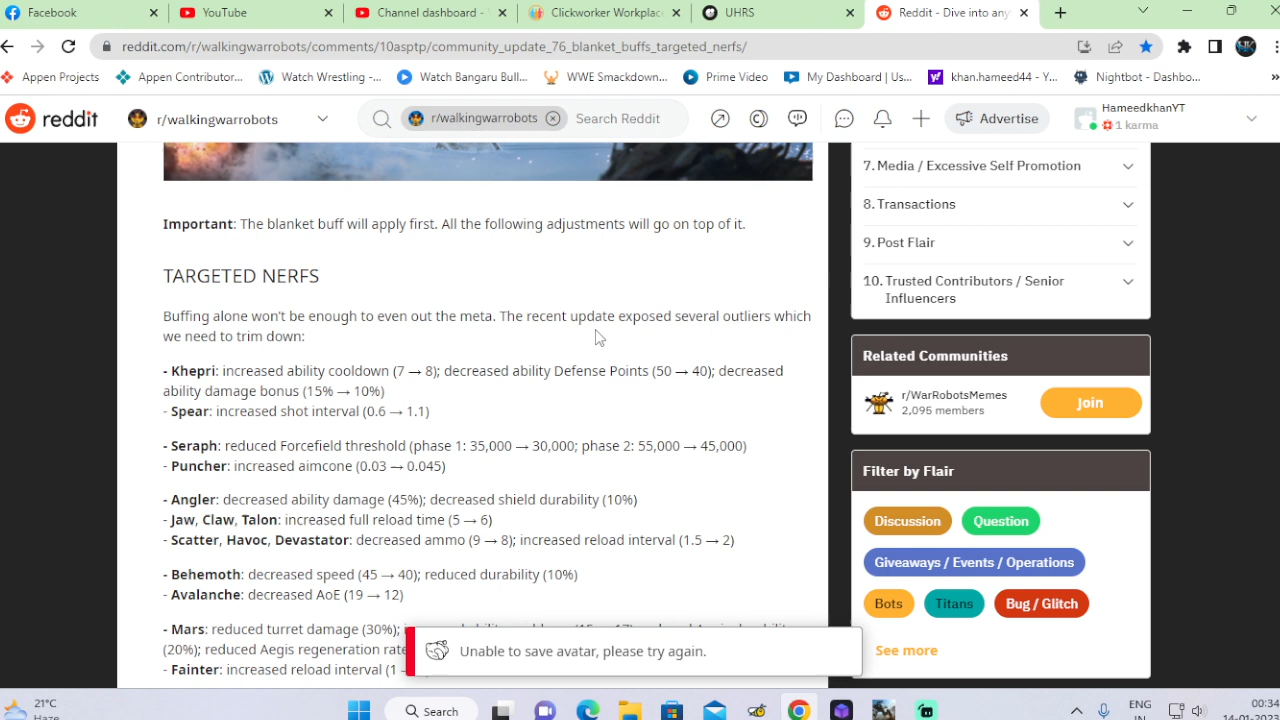 Facebook
YouTube
Channel dashboard -
Clickworker Workplac
UHRS
Reddit - Dive into any
reddit.com/r/walkingwarrobots/comments/10asptp/community_update_76_blanket_buffs_targeted_nerfs/
Appen Projects
Appen Contributor...
Watch Wrestling -...
Watch Bangaru Bull...
WWE Smackdown...
Prime Video
My Dashboard | Us...
khan.hameed44 - Y...
Nightbot - Dashbo...
reddit
r/walkingwarrobots
r/walkingwarrobots
Search Reddit
Advertise
HameedkhanYT
1 karma
Important: The blanket buff will apply first. All the following adjustments will go on top of it.
TARGETED NERFS
Buffing alone won't be enough to even out the meta. The recent update exposed several outliers which
we need to trim down:
- Khepri: increased ability cooldown (7 → 8); decreased ability Defense Points (50 → 40); decreased
ability damage bonus (15% → 10%)
- Spear: increased shot interval (0.6 → 1.1)
- Seraph: reduced Forcefield threshold (phase 1: 35,000 → 30,000; phase 2: 55,000 → 45,000)
- Puncher: increased aimcone (0.03 → 0.045)
- Angler: decreased ability damage (45%); decreased shield durability (10%)
- Jaw, Claw, Talon: increased full reload time (5 → 6)
- Scatter, Havoc, Devastator: decreased ammo (9 → 8); increased reload interval (1.5 → 2)
- Behemoth: decreased speed (45 → 40); reduced durability (10%)
- Avalanche: decreased AoE (19 → 12)
- Mars: reduced turret damage (30%);
(20%); reduced Aegis regeneration rate
- Fainter: increased reload interval (1
Unable to save avatar, please try again.
7. Media / Excessive Self Promotion
8. Transactions
9. Post Flair
10. Trusted Contributors / Senior
Influencers
Related Communities
r/WarRobotsMemes
2,095 members
Join
Filter by Flair
Discussion
Question
Giveaways / Events / Operations
Bots
Titans
Bug / Glitch
See more
21°C
Haze
Search
ENG
IN
00:34